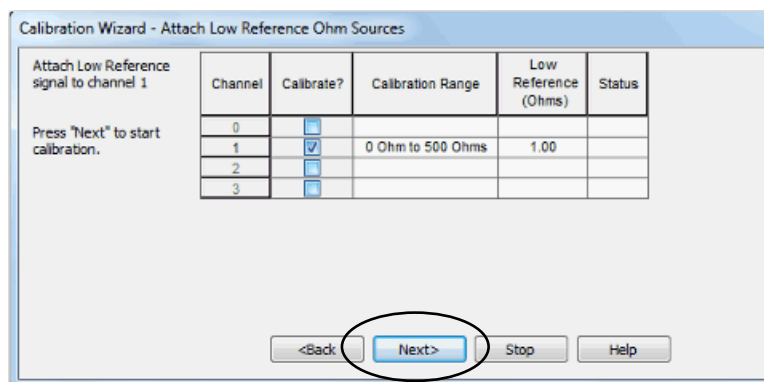 Calibration Wizard - Attach Low Reference Ohm Sources
Attach Low Reference
signal to channel 1
Press "Next" to start
calibration.
Channel Calibrate? Calibration Range Low Reference (Ohms) Status
0
1 0 Ohm to 500 Ohms 1.00
2
3
<Back Next> Stop Help